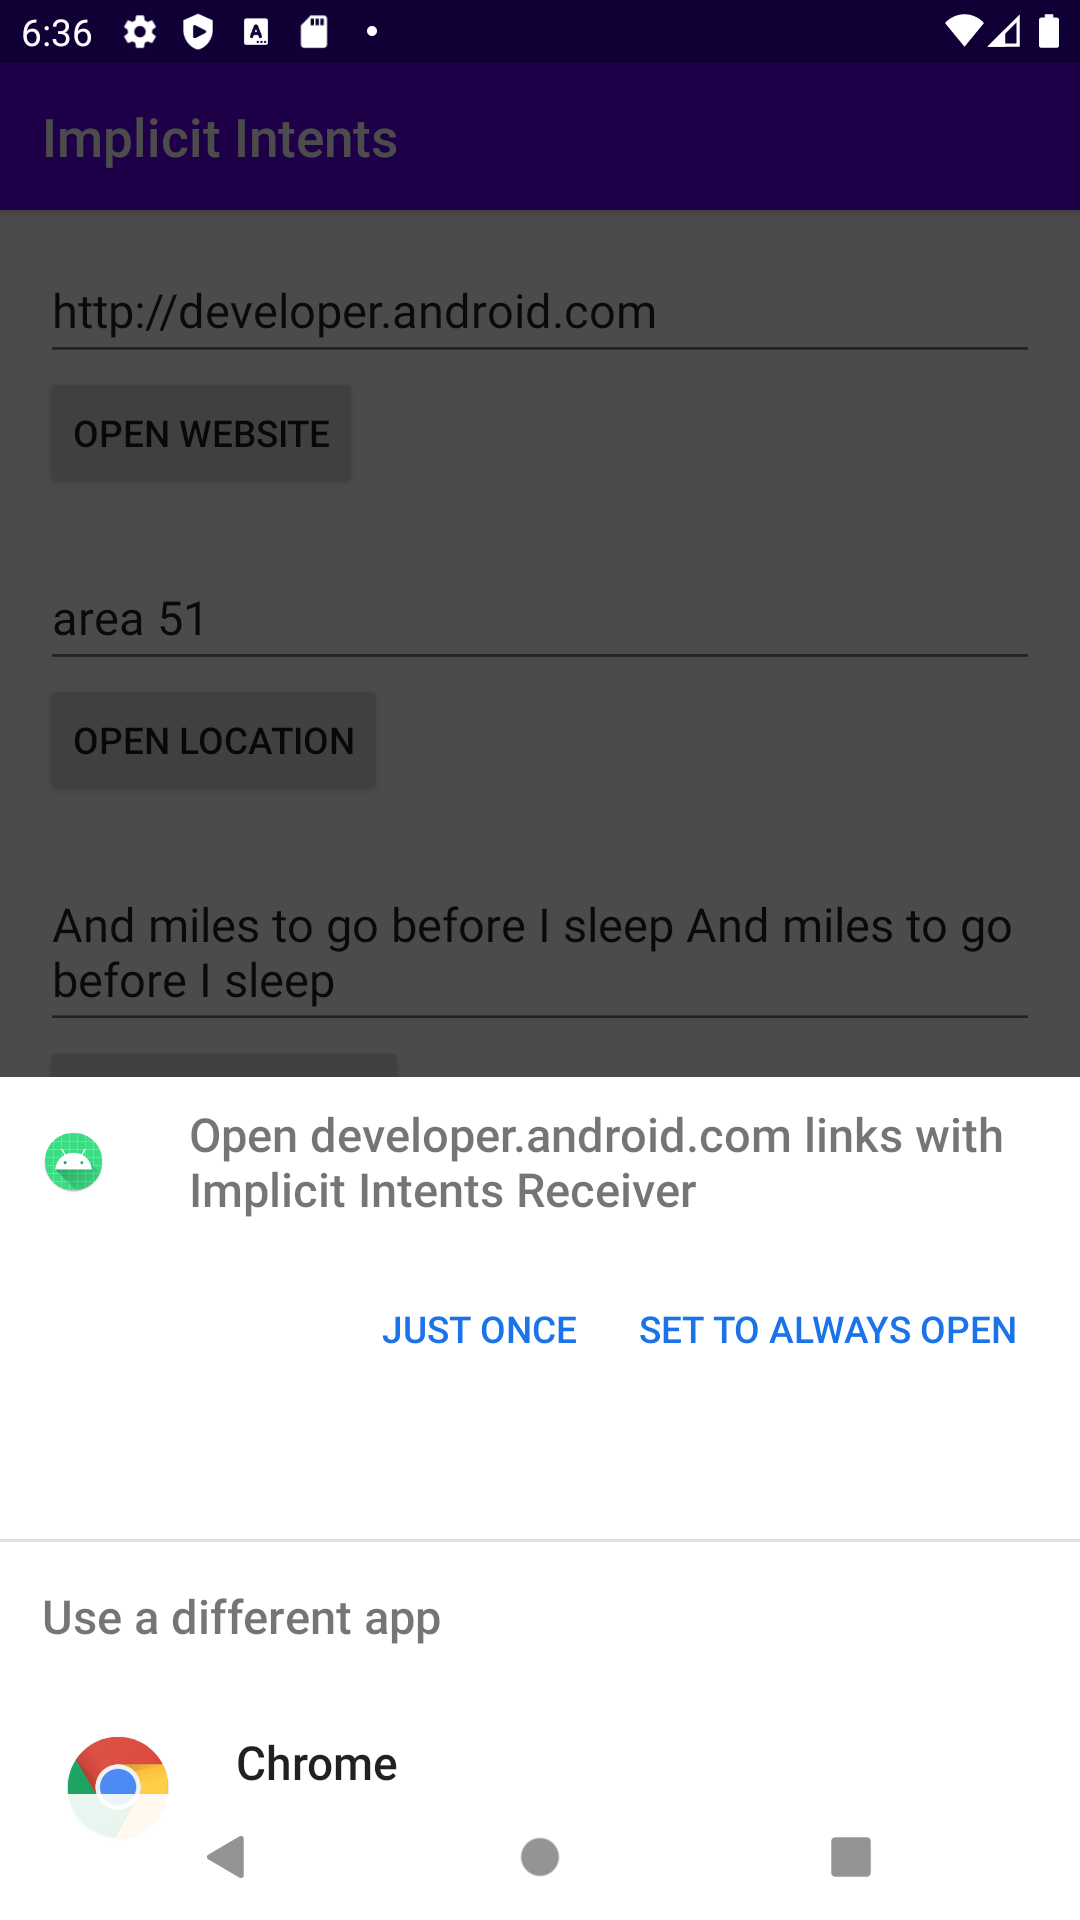 6:36
Implicit Intents
http://developer.android.com
OPEN WEBSITE
area 51
OPEN LOCATION
And miles to go before I sleep And miles to go
before I sleep
Open developer.android.com links with
Implicit Intents Receiver
JUST ONCE
SET TO ALWAYS OPEN
Use a different app
Chrome